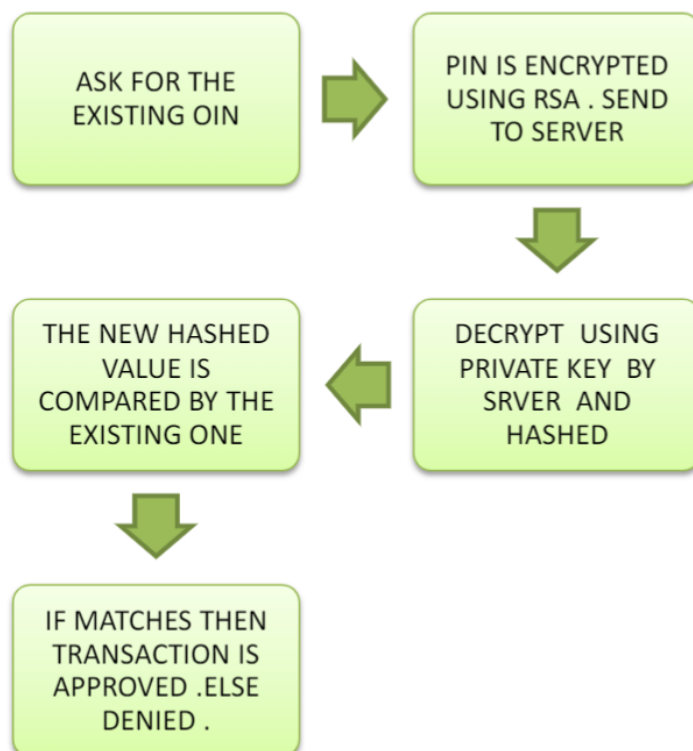 ASK FOR THE
EXISTING OIN
PIN IS ENCRYPTED
USING RSA . SEND
TO SERVER
DECRYPT USING
PRIVATE KEY BY
SRVER AND
HASHED
THE NEW HASHED
VALUE IS
COMPARED BY THE
EXISTING ONE
IF MATCHES THEN
TRANSACTION IS
APPROVED .ELSE
DENIED .